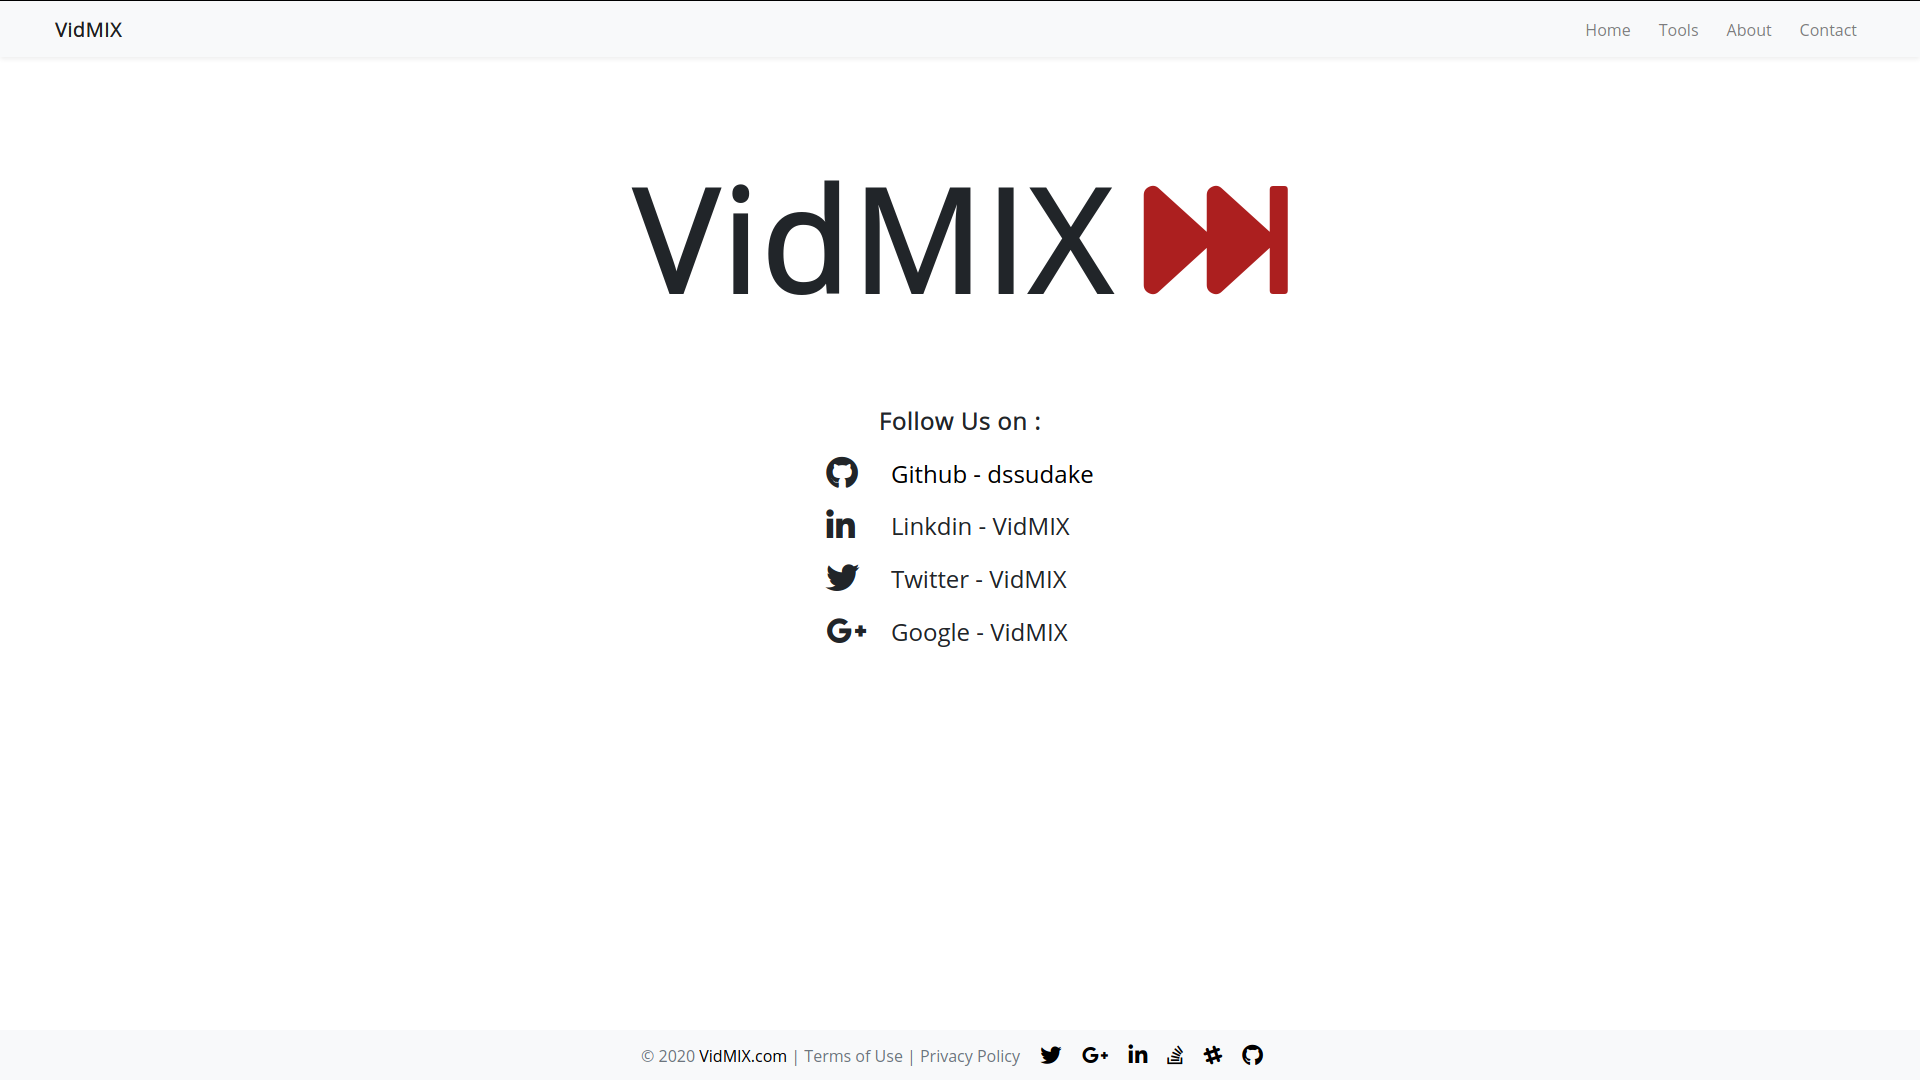 VidMIX Home Tools About Contact
VidMIX
Follow Us on :
Github - dssudake
Linkdin - VidMIX
Twitter - VidMIX
Google - VidMIX
© 2020 VidMIX.com | Terms of Use | Privacy Policy